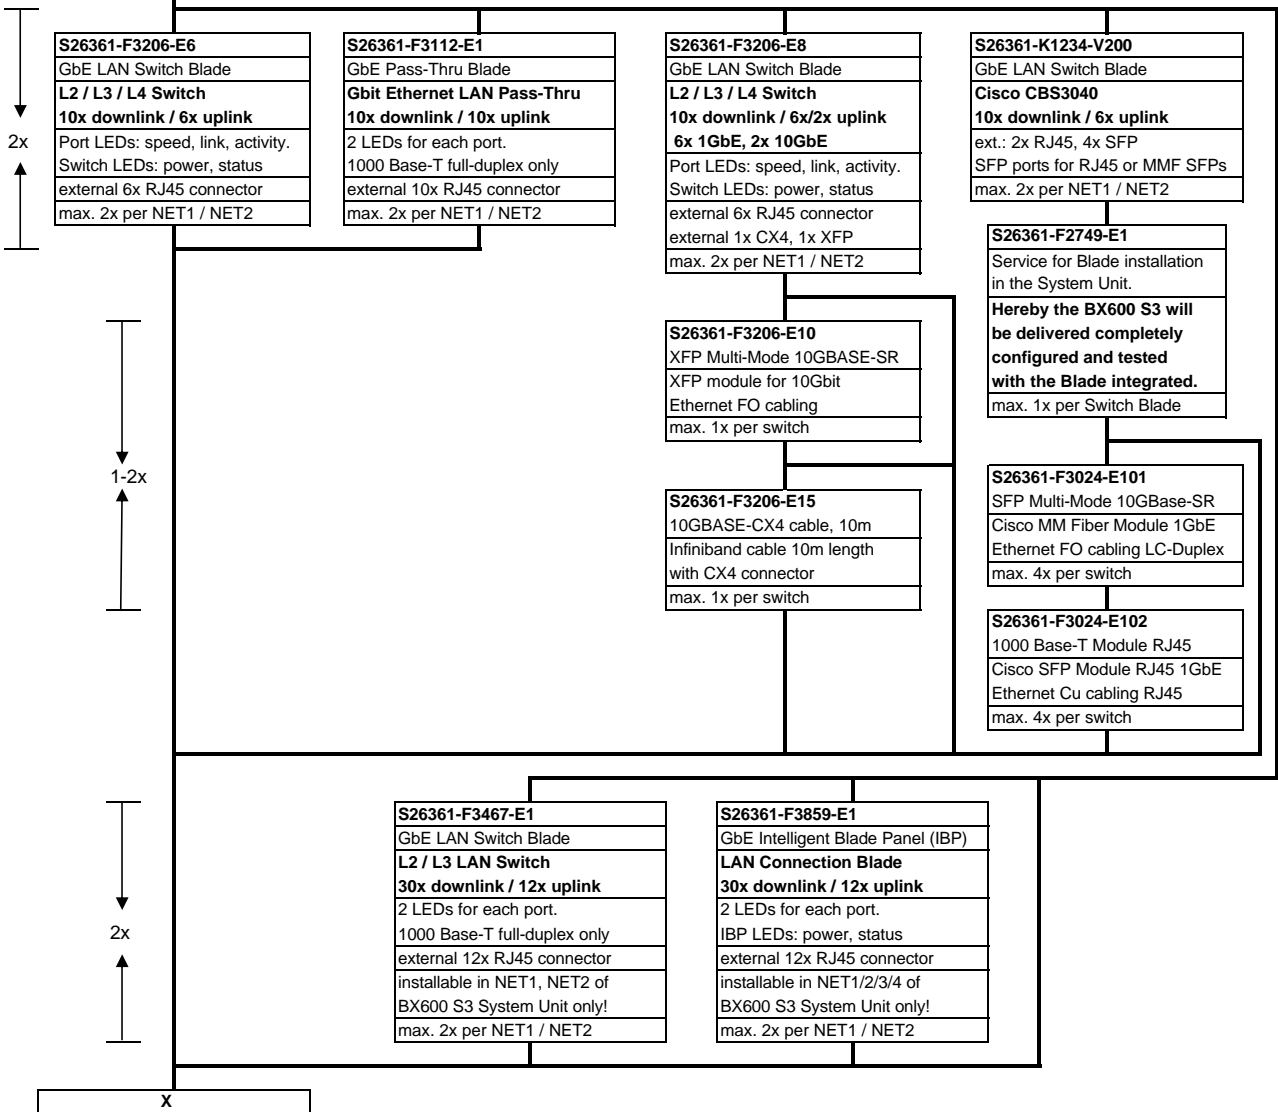 S26361-F3206-E6
GbE LAN Switch Blade
L2 / L3 / L4 Switch
10x downlink / 6x uplink
Port LEDs: speed, link, activity.
Switch LEDs: power, status
external 6x RJ45 connector
max. 2x per NET1 / NET2
S26361-F3112-E1
GbE Pass-Thru Blade
Gbit Ethernet LAN Pass-Thru
10x downlink / 10x uplink
2 LEDs for each port.
1000 Base-T full-duplex only
external 10x RJ45 connector
max. 2x per NET1 / NET2
S26361-F3206-E8
GbE LAN Switch Blade
L2 / L3 / L4 Switch
10x downlink / 6x/2x uplink
6x 1GbE, 2x 10GbE
Port LEDs: speed, link, activity.
Switch LEDs: power, status
external 6x RJ45 connector
external 1x CX4, 1x XFP
max. 2x per NET1 / NET2
S26361-K1234-V200
GbE LAN Switch Blade
Cisco CBS3040
10x downlink / 6x uplink
ext.: 2x RJ45, 4x SFP
SFP ports for RJ45 or MMF SFPs
max. 2x per NET1 / NET2
2x
S26361-F2749-E1
Service for Blade installation
in the System Unit.
Hereby the BX600 S3 will
be delivered completely
configured and tested
with the Blade integrated.
max. 1x per Switch Blade
S26361-F3206-E10
XFP Multi-Mode 10GBASE-SR
XFP module for 10Gbit
Ethernet FO cabling
max. 1x per switch
1-2x
S26361-F3206-E15
10GBASE-CX4 cable, 10m
Infiniband cable 10m length
with CX4 connector
max. 1x per switch
S26361-F3024-E101
SFP Multi-Mode 10GBase-SR
Cisco MM Fiber Module 1GbE
Ethernet FO cabling LC-Duplex
max. 4x per switch
S26361-F3024-E102
1000 Base-T Module RJ45
Cisco SFP Module RJ45 1GbE
Ethernet Cu cabling RJ45
max. 4x per switch
2x
S26361-F3467-E1
GbE LAN Switch Blade
L2 / L3 LAN Switch
30x downlink / 12x uplink
2 LEDs for each port.
1000 Base-T full-duplex only
external 12x RJ45 connector
installable in NET1, NET2 of
BX600 S3 System Unit only!
max. 2x per NET1 / NET2
S26361-F3859-E1
GbE Intelligent Blade Panel (IBP)
LAN Connection Blade
30x downlink / 12x uplink
2 LEDs for each port.
IBP LEDs: power, status
external 12x RJ45 connector
installable in NET1/2/3/4 of
BX600 S3 System Unit only!
max. 2x per NET1 / NET2
X